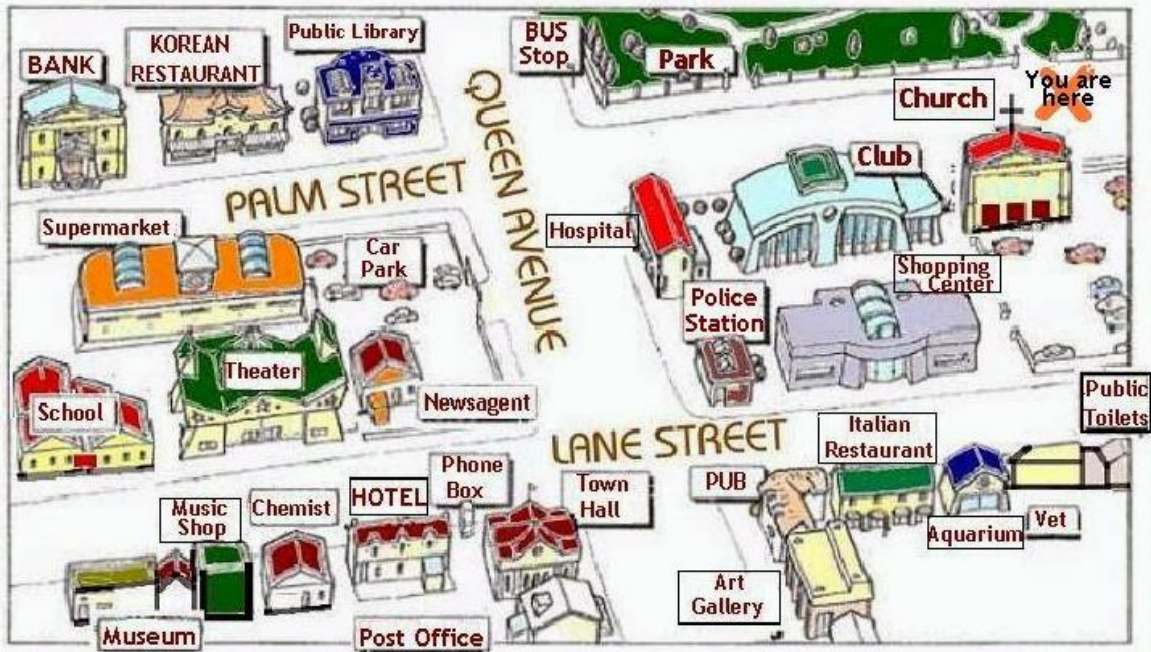 BANK
KOREAN
RESTAURANT
Public Library
BUS
Stop
Park
You are
here
Church
QUEEN AVENUE
PALM STREET
Club
Supermarket
Car
Park
Hospital
Shopping
Center
Police
Station
Theater
School
Newsagent
Public
Toilets
LANE STREET
Italian
Restaurant
Music
Shop
Chemist
HOTEL
Phone
Box
Town
Hall
PUB
Aquarium
Vet
Art
Gallery
Museum
Post Office